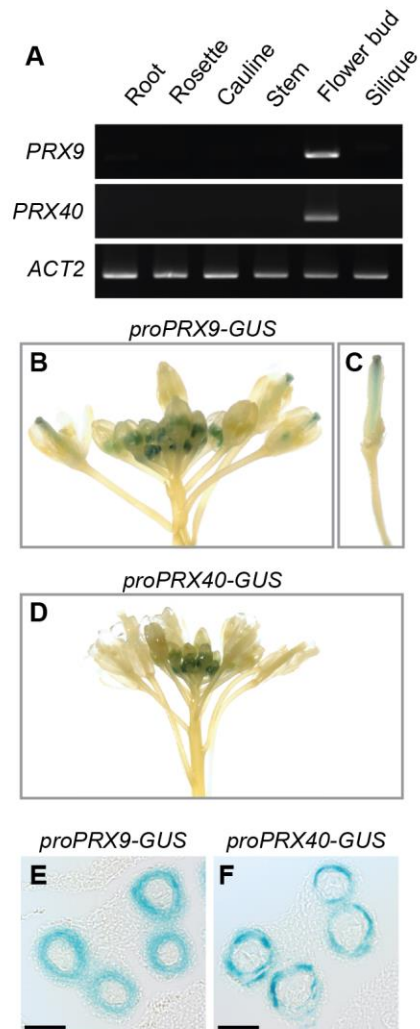 A
Root
Rosette
Cauline
Stem
Flower bud
Silique
PRX9
PRX40
ACT2
proPRX9-GUS
B
C
proPRX40-GUS
D
proPRX9-GUS proPRX40-GUS
E
F